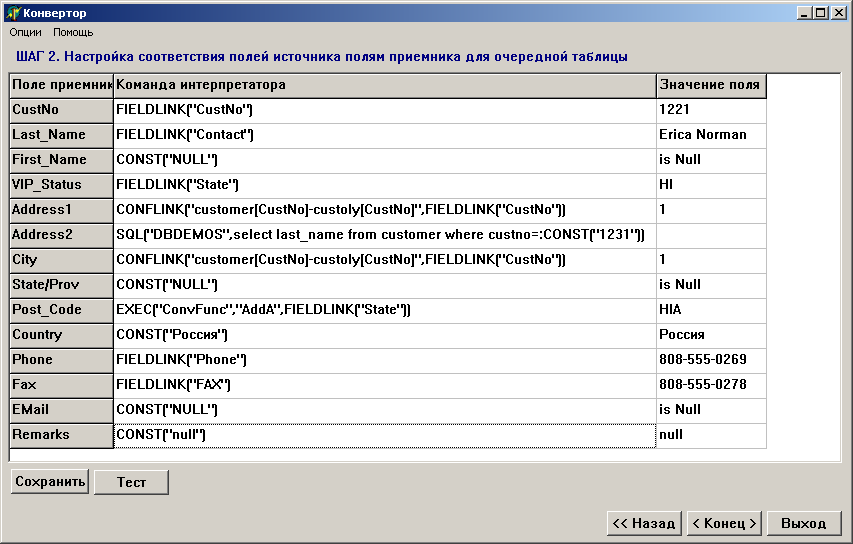 Конвертор
Опции Помощь
ШАГ 2. Настройка соответствия полей источника полям приемника для очередной таблицы
Поле приемник Команда интерпретатора Значение поля
CustNo FIELDLINK("CustNo") 1221
Last_Name FIELDLINK("Contact") Erica Norman
First_Name CONST("NULL") is Null
VIP_Status FIELDLINK("State") HI
Address1 CONFLINK("customer[CustNo]-custoly[CustNo]",FIELDLINK("CustNo")) 1
Address2 SQL("DBDEMOS",select last_name from customer where custno=:CONST("1231"))
City CONFLINK("customer[CustNo]-custoly[CustNo]",FIELDLINK("CustNo")) 1
State/Prov CONST("NULL") is Null
Post_Code EXEC("ConvFunc","AddA",FIELDLINK("State")) HIA
Country CONST("Россия") Россия
Phone FIELDLINK("Phone") 808-555-0269
Fax FIELDLINK("FAX") 808-555-0278
EMail CONST("NULL") is Null
Remarks CONST("null") null
Сохранить Тест
<< Назад < Конец > Выход